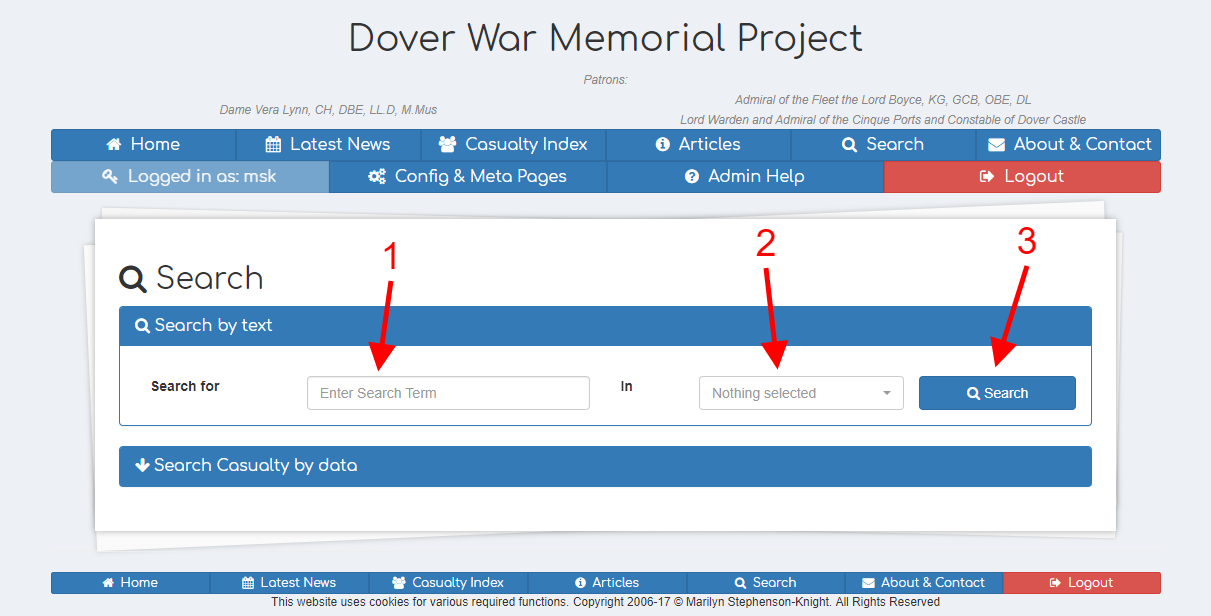 Dover War Memorial Project
Patrons:
Dame Vera Lynn, CH, DBE, LL.D, M.Mus
Admiral of the Fleet the Lord Boyce, KG, GCB, OBE, DL
Lord Warden and Admiral of the Cinque Ports and Constable of Dover Castle
Home Latest News Casualty Index Articles Search About & Contact
Logged in as: msk Config & Meta Pages Admin Help Logout
1 2 3
Search
Search by text
Search for Enter Search Term In Nothing selected Search
Search Casualty by data
Home Latest News Casualty Index Articles Search About & Contact Logout
This website uses cookies for various required functions. Copyright 2006-17 © Marilyn Stephenson-Knight. All Rights Reserved